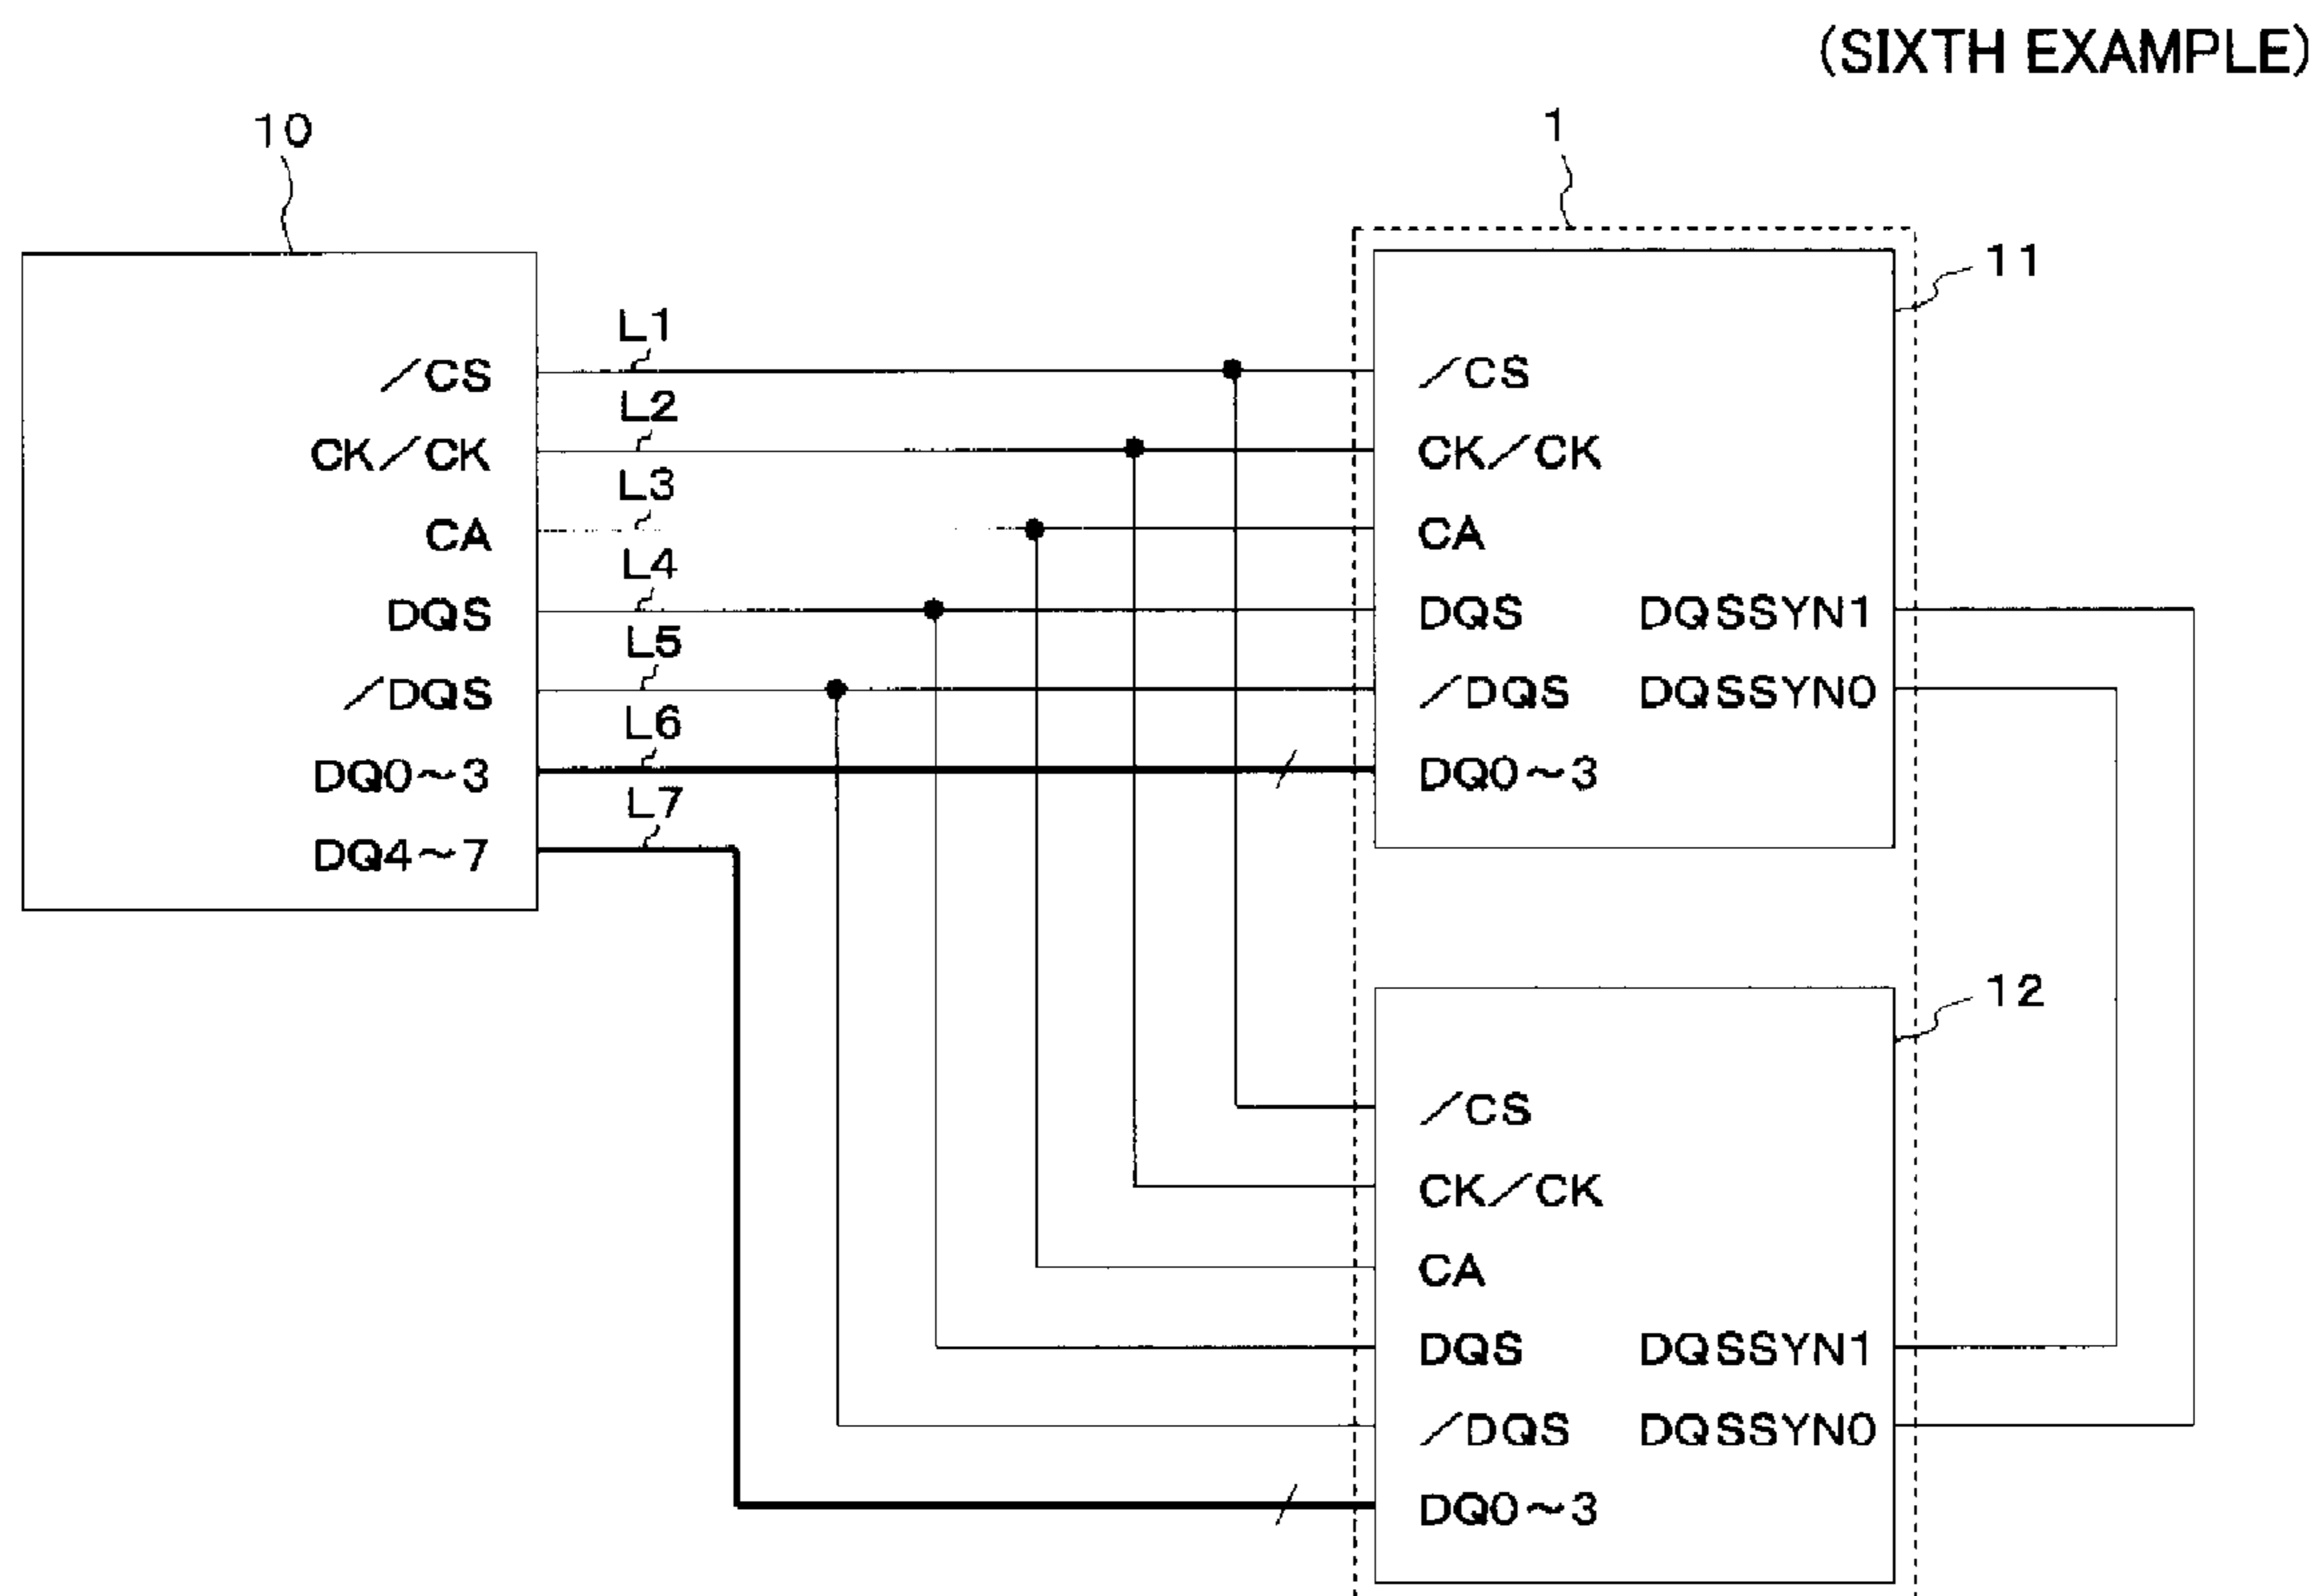 (SIXTH EXAMPLE)
10
1
11
L1
/CS
/CS
L2
CK/CK
CK/CK
L3
CA
CA
L4
DQS
DQS DQSSYN1
L5
/DQS
/DQS DQSSYN0
L6
DQ0~3
DQ0~3
L7
DQ4~7
12
/CS
CK/CK
CA
DQS DQSSYN1
/DQS DQSSYN0
DQ0~3